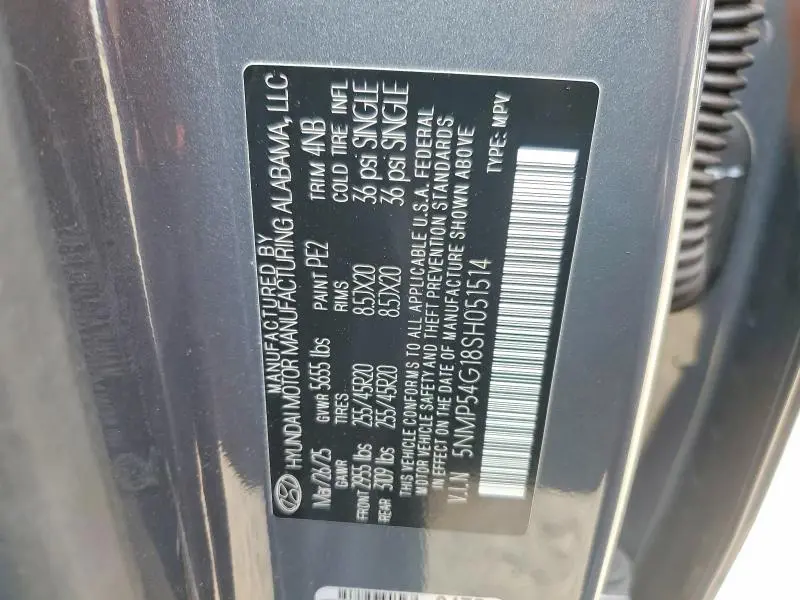 MANUFACTURED BY
HYUNDAI MOTOR MANUFACTURING ALABAMA, LLC
Mar/26/25 GVWR 5655 lbs PAINT PE2 TRIM 4NB
GAWR TIRES RIMS COLD TIRE INFL
FRONT 2955 lbs 255/45R20 8.5JX20 36 psi SINGLE
REAR 3109 lbs 255/45R20 8.5JX20 36 psi SINGLE
THIS VEHICLE CONFORMS TO ALL APPLICABLE U.S.A. FEDERAL
MOTOR VEHICLE SAFETY AND THEFT PREVENTION STANDARDS
IN EFFECT ON THE DATE OF MANUFACTURE SHOWN ABOVE
V.I.N 5NMP54G18SH051514 TYPE: MPV